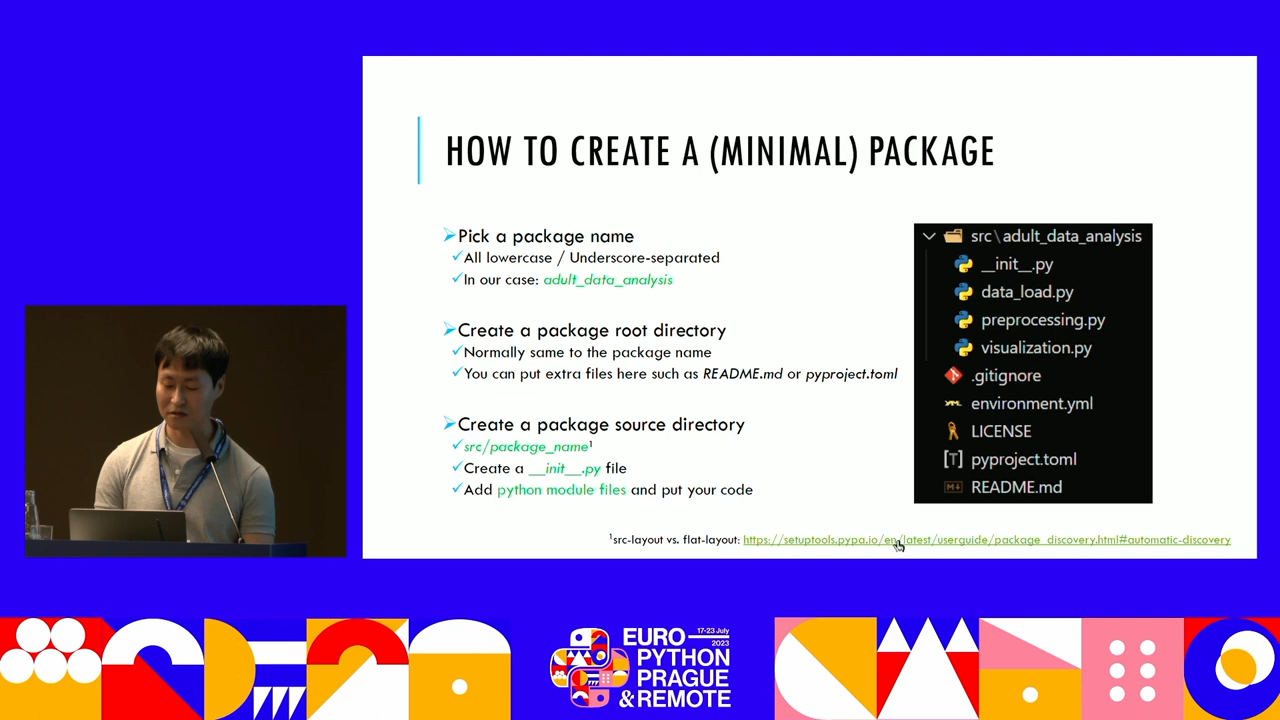 HOW TO CREATE A (MINIMAL) PACKAGE
Pick a package name
All lowercase / Underscore-separated
In our case: adult_data_analysis
Create a package root directory
Normally same to the package name
You can put extra files here such as README.md or pyproject.toml
Create a package source directory
src/package_name¹
Create a __init__.py file
Add python module files and put your code
src\adult_data_analysis
__init__.py
data_load.py
preprocessing.py
visualization.py
.gitignore
environment.yml
LICENSE
pyproject.toml
README.md
¹src-layout vs. flat-layout: https://setuptools.pypa.io/en/latest/userguide/package_discovery.html#automatic-discovery
EURO 17-23 July 2023
PYTHON
PRAGUE
& REMOTE